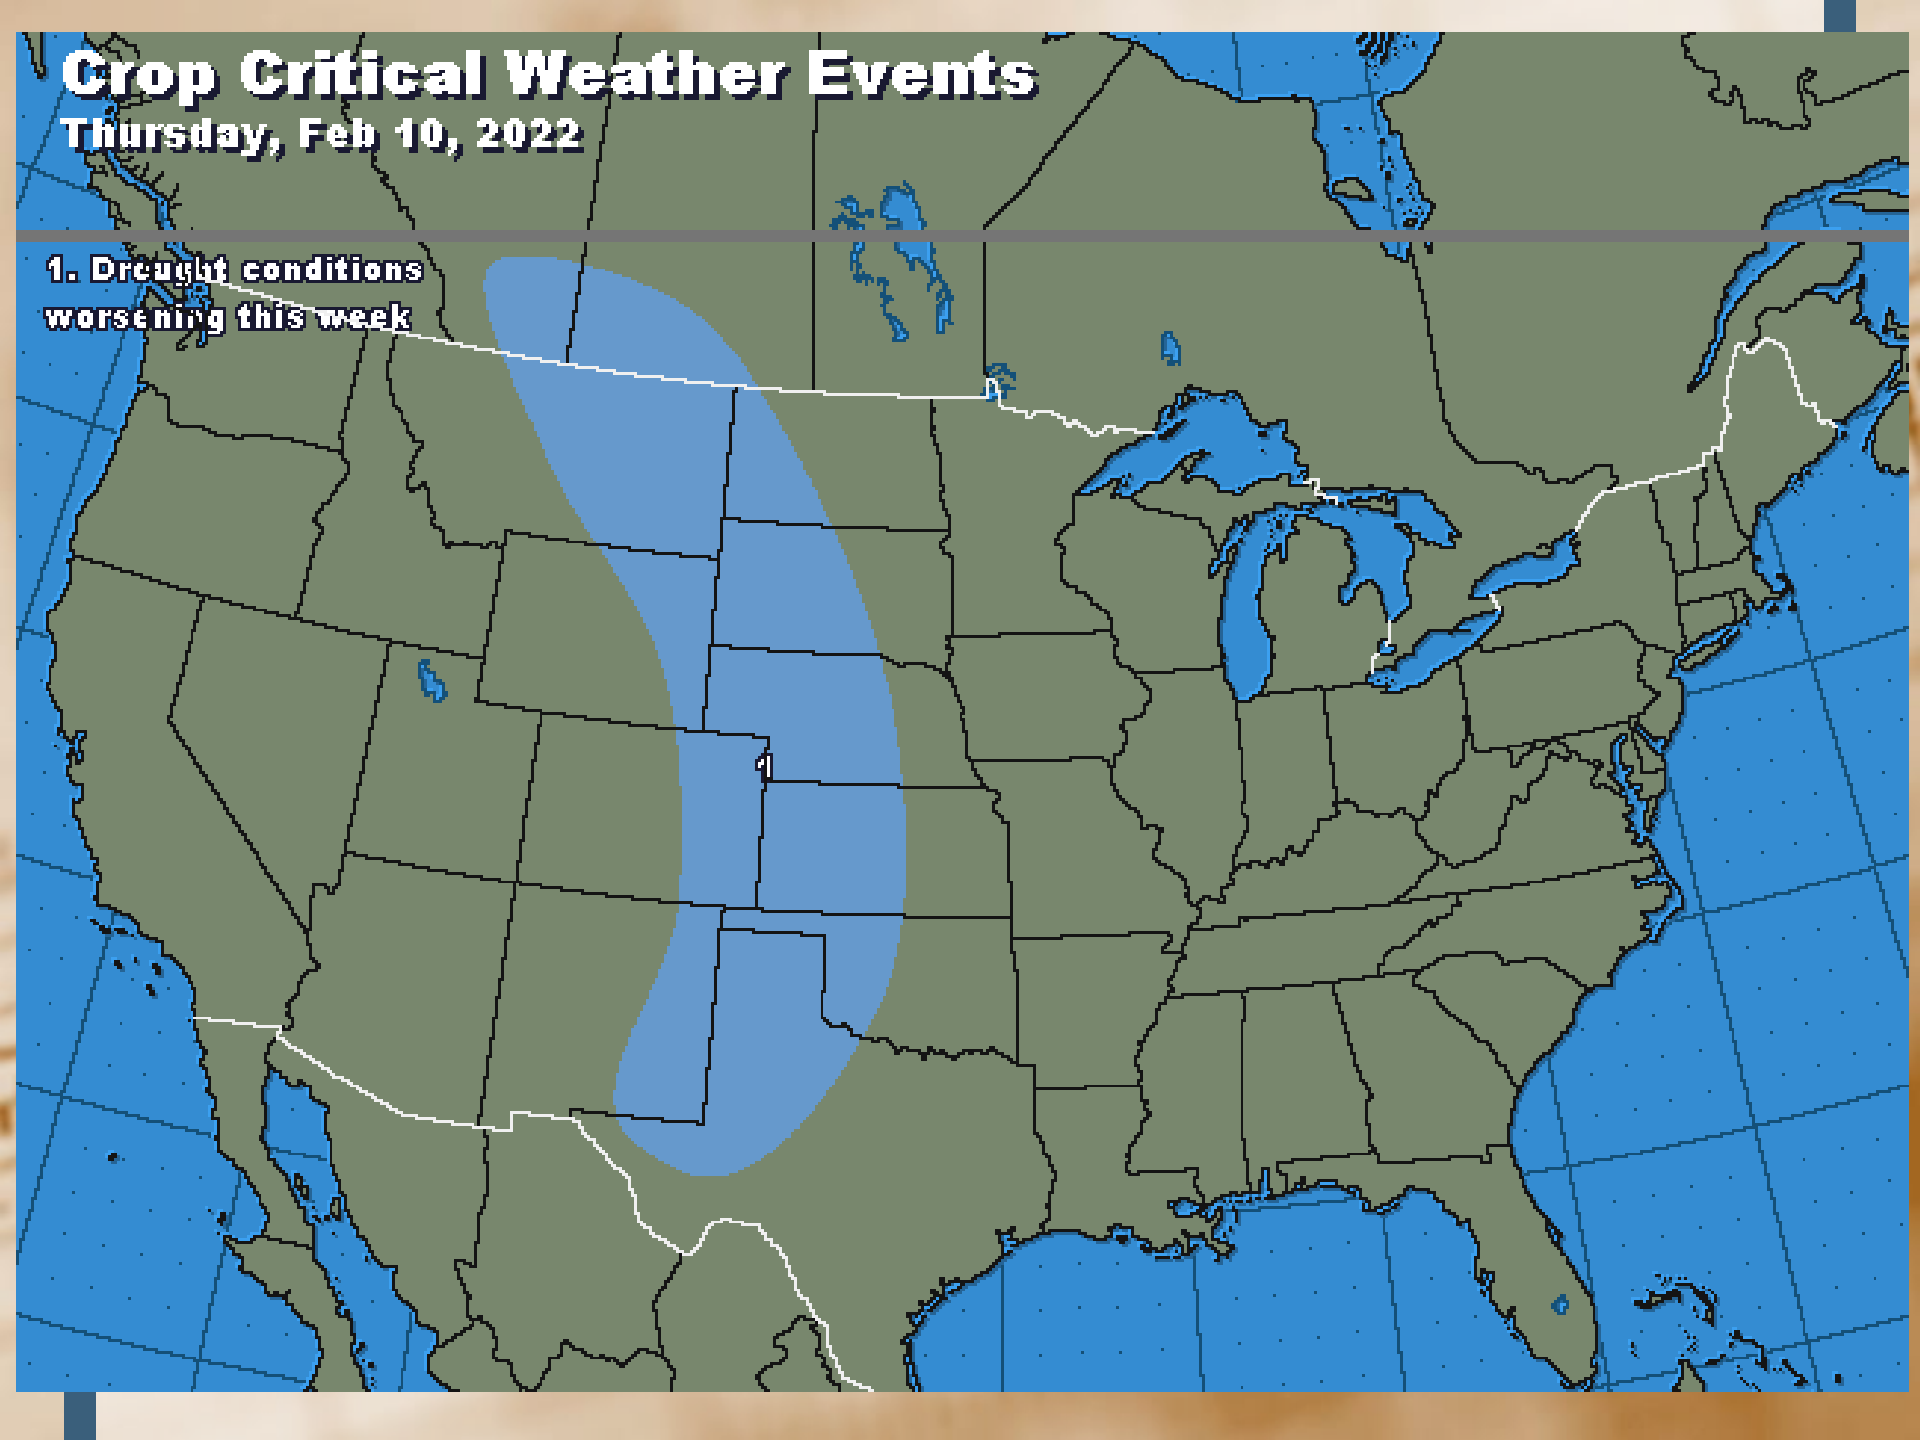 Crop Critical Weather Events
Thursday, Feb 10, 2022
1. Drought conditions
worsening this week
1